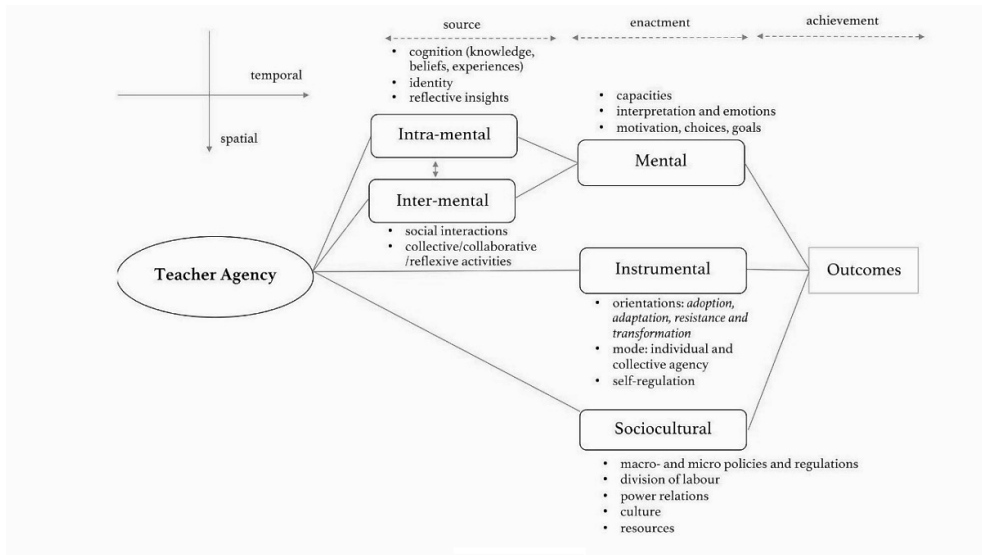 source
enactment
achievement
• cognition (knowledge,
beliefs, experiences)
• identity
• reflective insights
temporal
spatial
• capacities
• interpretation and emotions
• motivation, choices, goals
Intra-mental
Mental
Inter-mental
• social interactions
• collective/collaborative
/reflexive activities
Teacher Agency
Instrumental
Outcomes
• orientations: adoption,
adaptation, resistance and
transformation
• mode: individual and
collective agency
• self-regulation
Sociocultural
• macro- and micro policies and regulations
• division of labour
• power relations
• culture
• resources